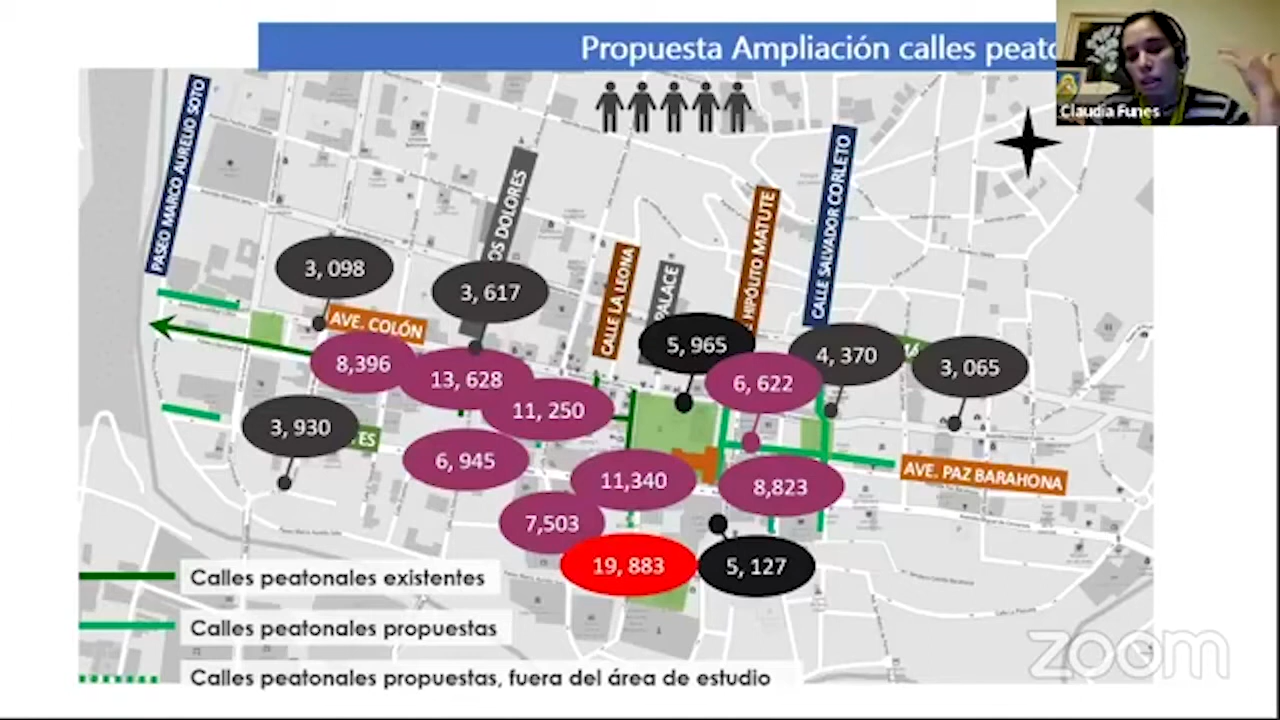 Propuesta Ampliación calles
Claudia Funes
PASEO MARCO AURELIO SOTO
OS DOLORES
CALLE LA LEONA
PALACE
HIPÓLITO MATUTE
CALLE SALVADOR CORLETO
3, 098
3, 617
AVE. COLÓN
5, 965
4, 370
3, 065
8,396
13, 628
6, 622
11, 250
3, 930
6, 945
AVE. PAZ BARAHONA
11,340
8,823
7,503
19, 883
5, 127
Calles peatonales existentes
Calles peatonales propuestas
Calles peatonales propuestas, fuera del área de estudio
zoom